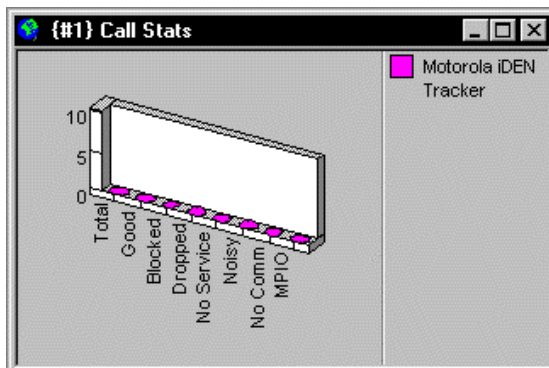 {#1} Call Stats
Motorola iDEN
Tracker
10
5
0
Total
Good
Blocked
Dropped
No Service
Noisy
No Comm
MPIO